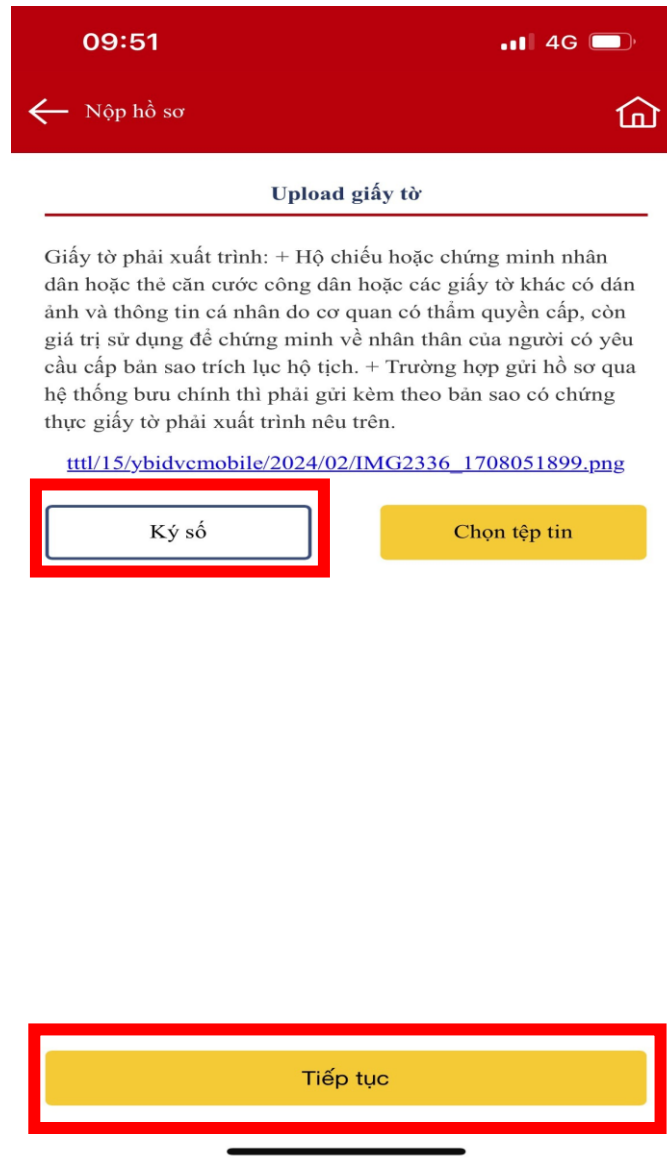 09:51
4G
Nộp hồ sơ
Upload giấy tờ
Giấy tờ phải xuất trình: + Hộ chiếu hoặc chứng minh nhân
dân hoặc thẻ căn cước công dân hoặc các giấy tờ khác có dán
ảnh và thông tin cá nhân do cơ quan có thẩm quyền cấp, còn
giá trị sử dụng để chứng minh về nhân thân của người có yêu
cầu cấp bản sao trích lục hộ tịch. + Trường hợp gửi hồ sơ qua
hệ thống bưu chính thì phải gửi kèm theo bản sao có chứng
thực giấy tờ phải xuất trình nêu trên.
tttl/15/ybidvcmobile/2024/02/IMG2336_1708051899.png
Ký số
Chọn tệp tin
Tiếp tục